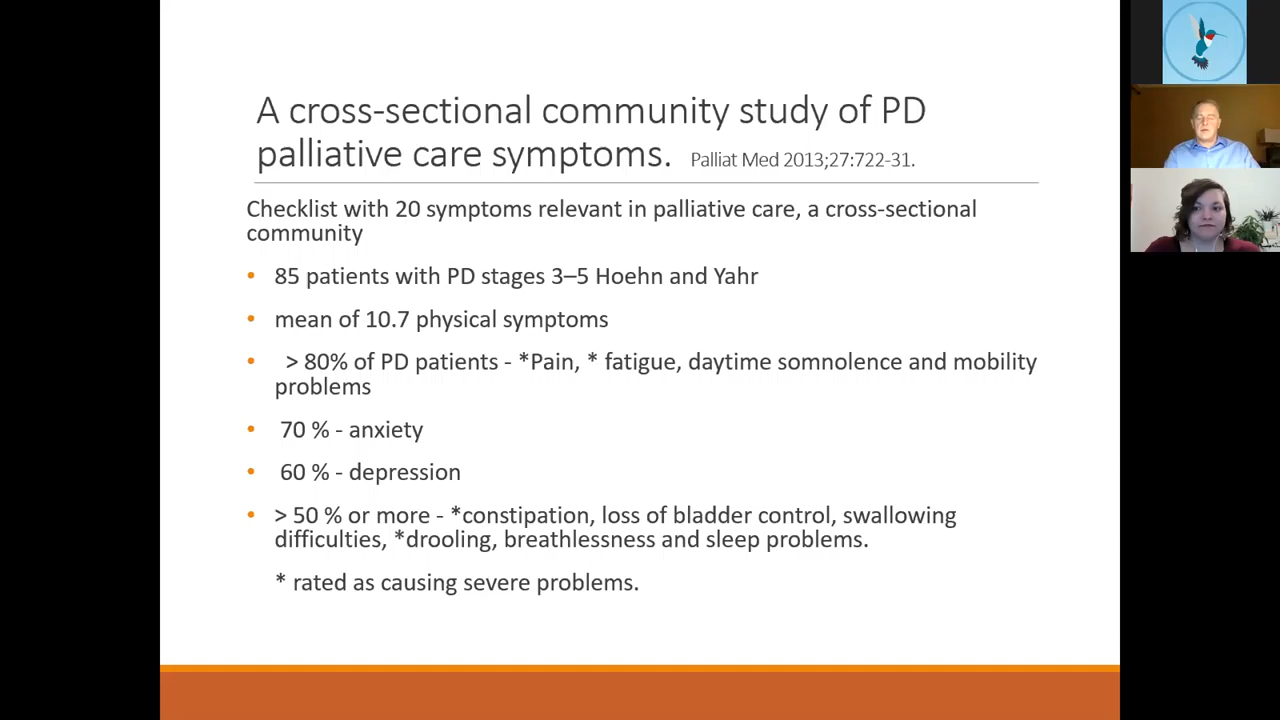 A cross-sectional community study of PD
palliative care symptoms. Palliat Med 2013;27:722-31.
Checklist with 20 symptoms relevant in palliative care, a cross-sectional
community
• 85 patients with PD stages 3–5 Hoehn and Yahr
• mean of 10.7 physical symptoms
• > 80% of PD patients - *Pain, * fatigue, daytime somnolence and mobility
problems
• 70 % - anxiety
• 60 % - depression
• > 50 % or more - *constipation, loss of bladder control, swallowing
difficulties, *drooling, breathlessness and sleep problems.
* rated as causing severe problems.